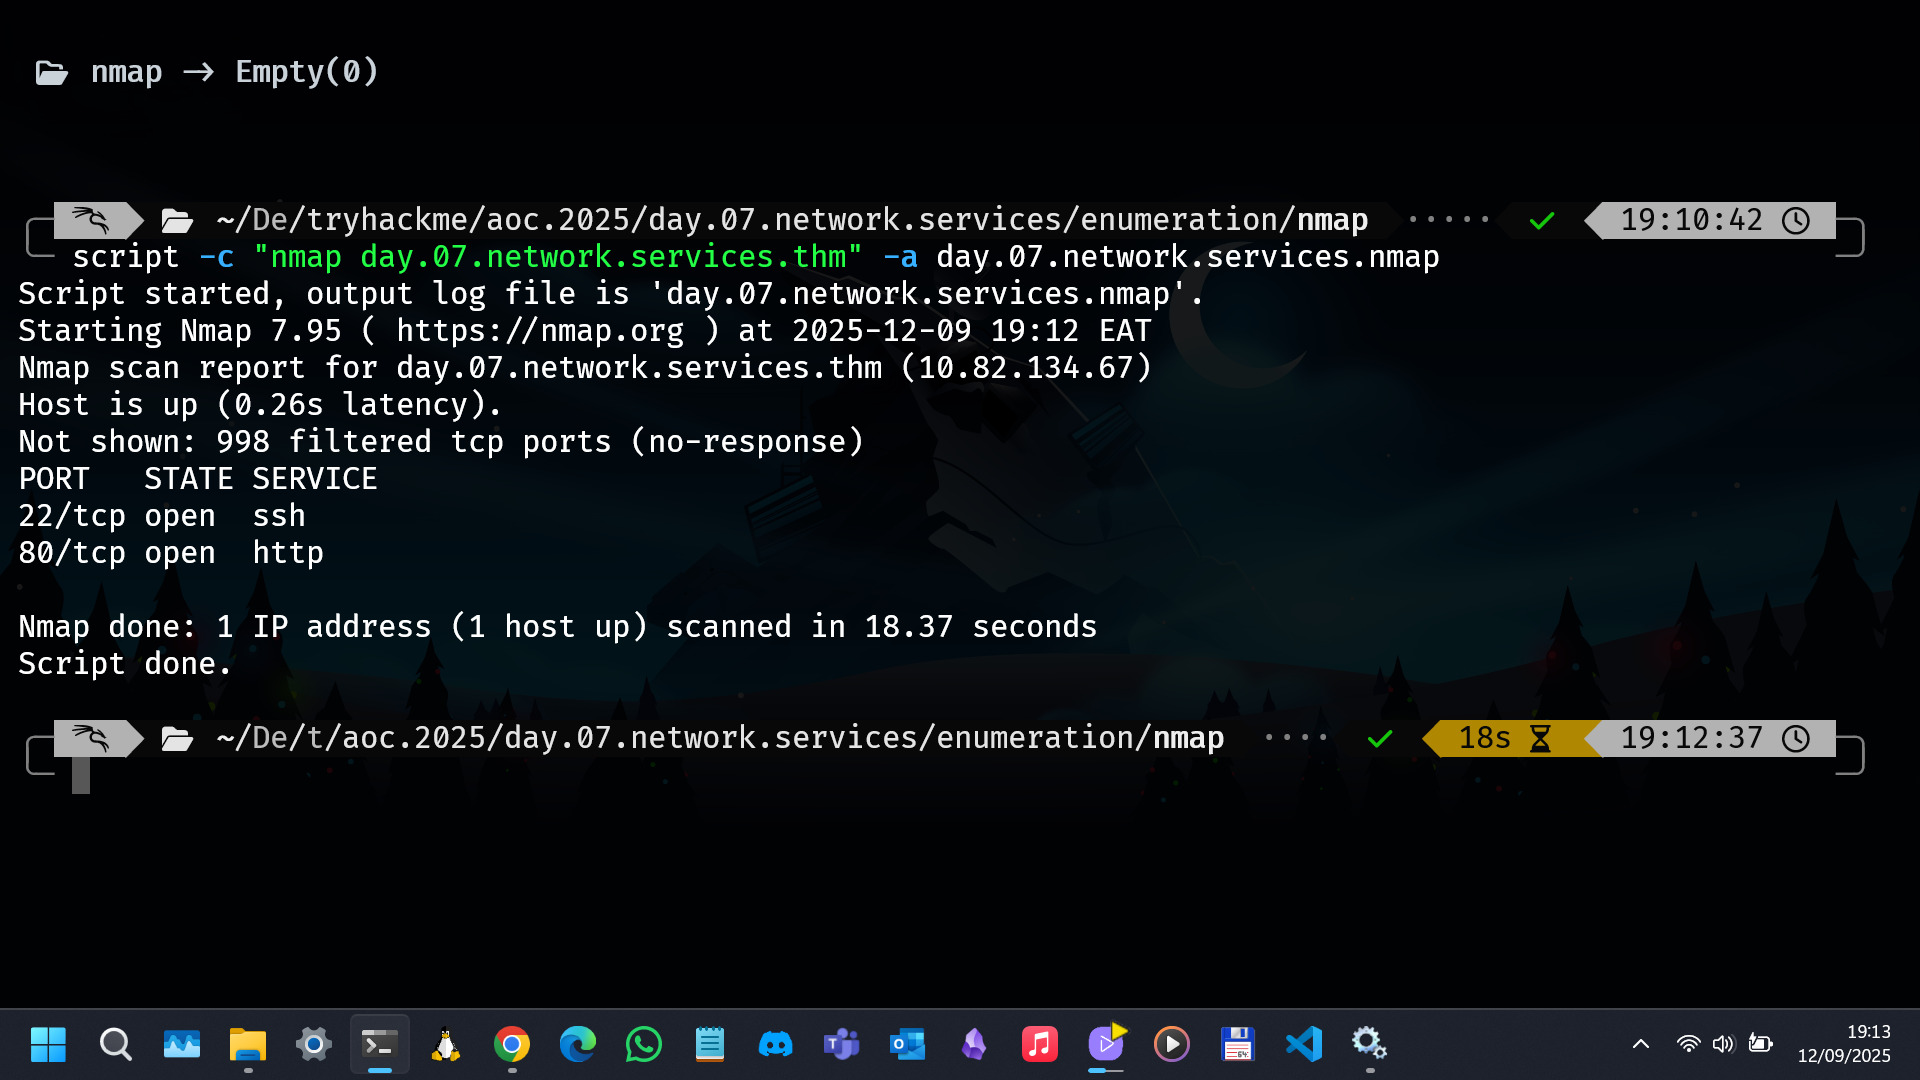 nmap → Empty(0)
~/De/tryhackme/aoc.2025/day.07.network.services/enumeration/nmap ····· ✓ 19:10:42
script -c "nmap day.07.network.services.thm" -a day.07.network.services.nmap
Script started, output log file is 'day.07.network.services.nmap'.
Starting Nmap 7.95 ( https://nmap.org ) at 2025-12-09 19:12 EAT
Nmap scan report for day.07.network.services.thm (10.82.134.67)
Host is up (0.26s latency).
Not shown: 998 filtered tcp ports (no-response)
PORT   STATE SERVICE
22/tcp open  ssh
80/tcp open  http
Nmap done: 1 IP address (1 host up) scanned in 18.37 seconds
Script done.
~/De/t/aoc.2025/day.07.network.services/enumeration/nmap ···· ✓ 18s 19:12:37
19:13
12/09/2025